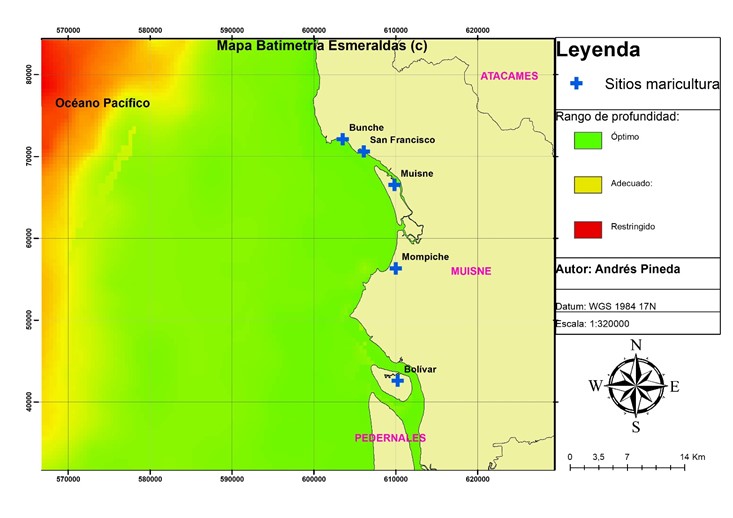 570000 580000 590000 600000 610000 620000
Mapa Batimetría Esmeraldas (c)
Leyenda
Sitios maricultura
Rango de profundidad:
Óptimo
Adecuado:
Restringido
Autor: Andrés Pineda
Datum: WGS 1984 17N
Escala: 1:320000
N
W E
S
0 3,5 7 14 Km
80000
70000
60000
50000
40000
Océano Pacífico
ATACAMES
Bunche
San Francisco
Muisne
Mompiche
MUISNE
Bolívar
PEDERNALES
570000 580000 590000 600000 610000 620000